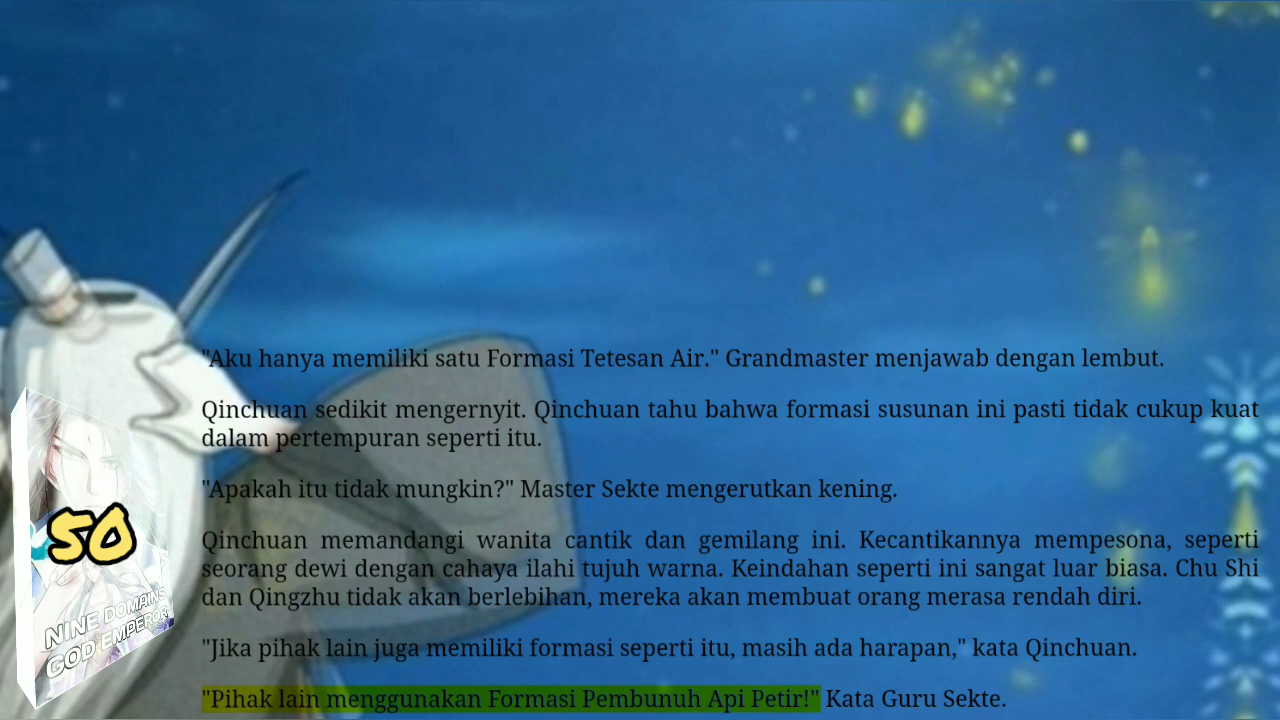 "Aku hanya memiliki satu Formasi Tetesan Air." Grandmaster menjawab dengan lembut.
Qinchuan sedikit mengernyit. Qinchuan tahu bahwa formasi susunan ini pasti tidak cukup kuat
dalam pertempuran seperti itu.
"Apakah itu tidak mungkin?" Master Sekte mengerutkan kening.
Qinchuan memandangi wanita cantik dan gemilang ini. Kecantikannya mempesona, seperti
seorang dewi dengan cahaya ilahi tujuh warna. Keindahan seperti ini sangat luar biasa. Chu Shi
dan Qingzhu tidak akan berlebihan, mereka akan membuat orang merasa rendah diri.
"Jika pihak lain juga memiliki formasi seperti itu, masih ada harapan," kata Qinchuan.
"Pihak lain menggunakan Formasi Pembunuh Api Petir!" Kata Guru Sekte.
50
NINE DOMAINS
GOD EMPEROR